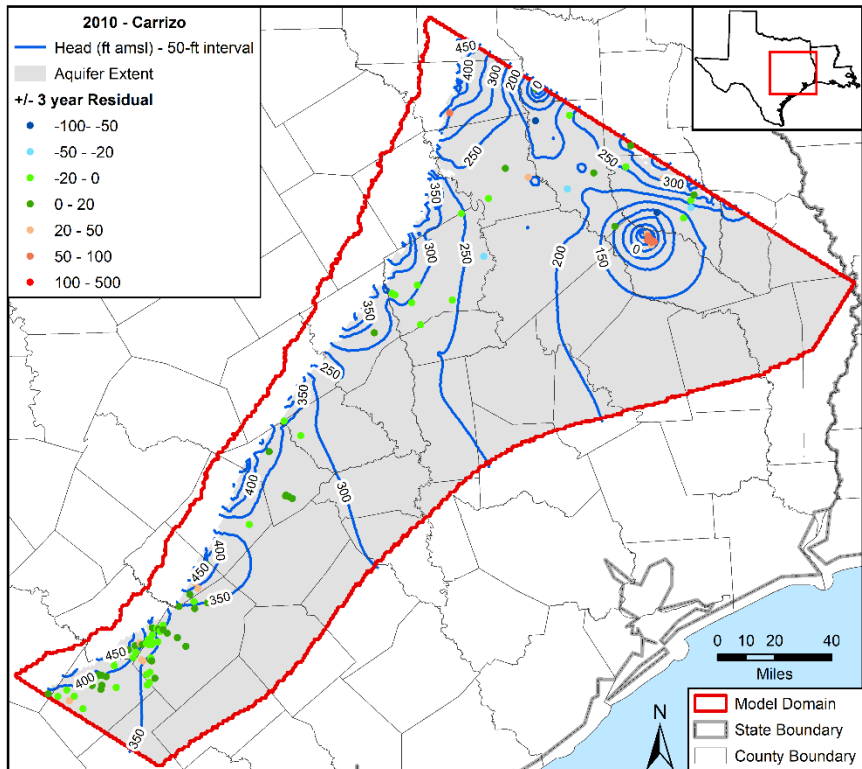 2010 - Carrizo
Head (ft amsl) - 50-ft interval
Aquifer Extent
+/- 3 year Residual
-100- -50
-50 - -20
-20 - 0
0 - 20
20 - 50
50 - 100
100 - 500
450
400
300
200
0
250
250
300
350
300
250
200
150
0
350
250
350
300
400
400
450
350
450
400
350
0 10 20 40
Miles
N
Model Domain
State Boundary
County Boundary